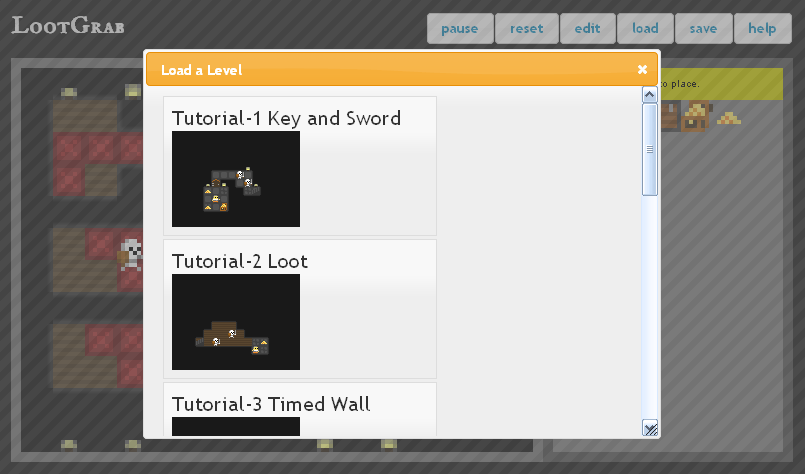 LootGrab
pause
reset
edit
load
save
help
Load a Level
to place.
Tutorial-1 Key and Sword
Tutorial-2 Loot
Tutorial-3 Timed Wall